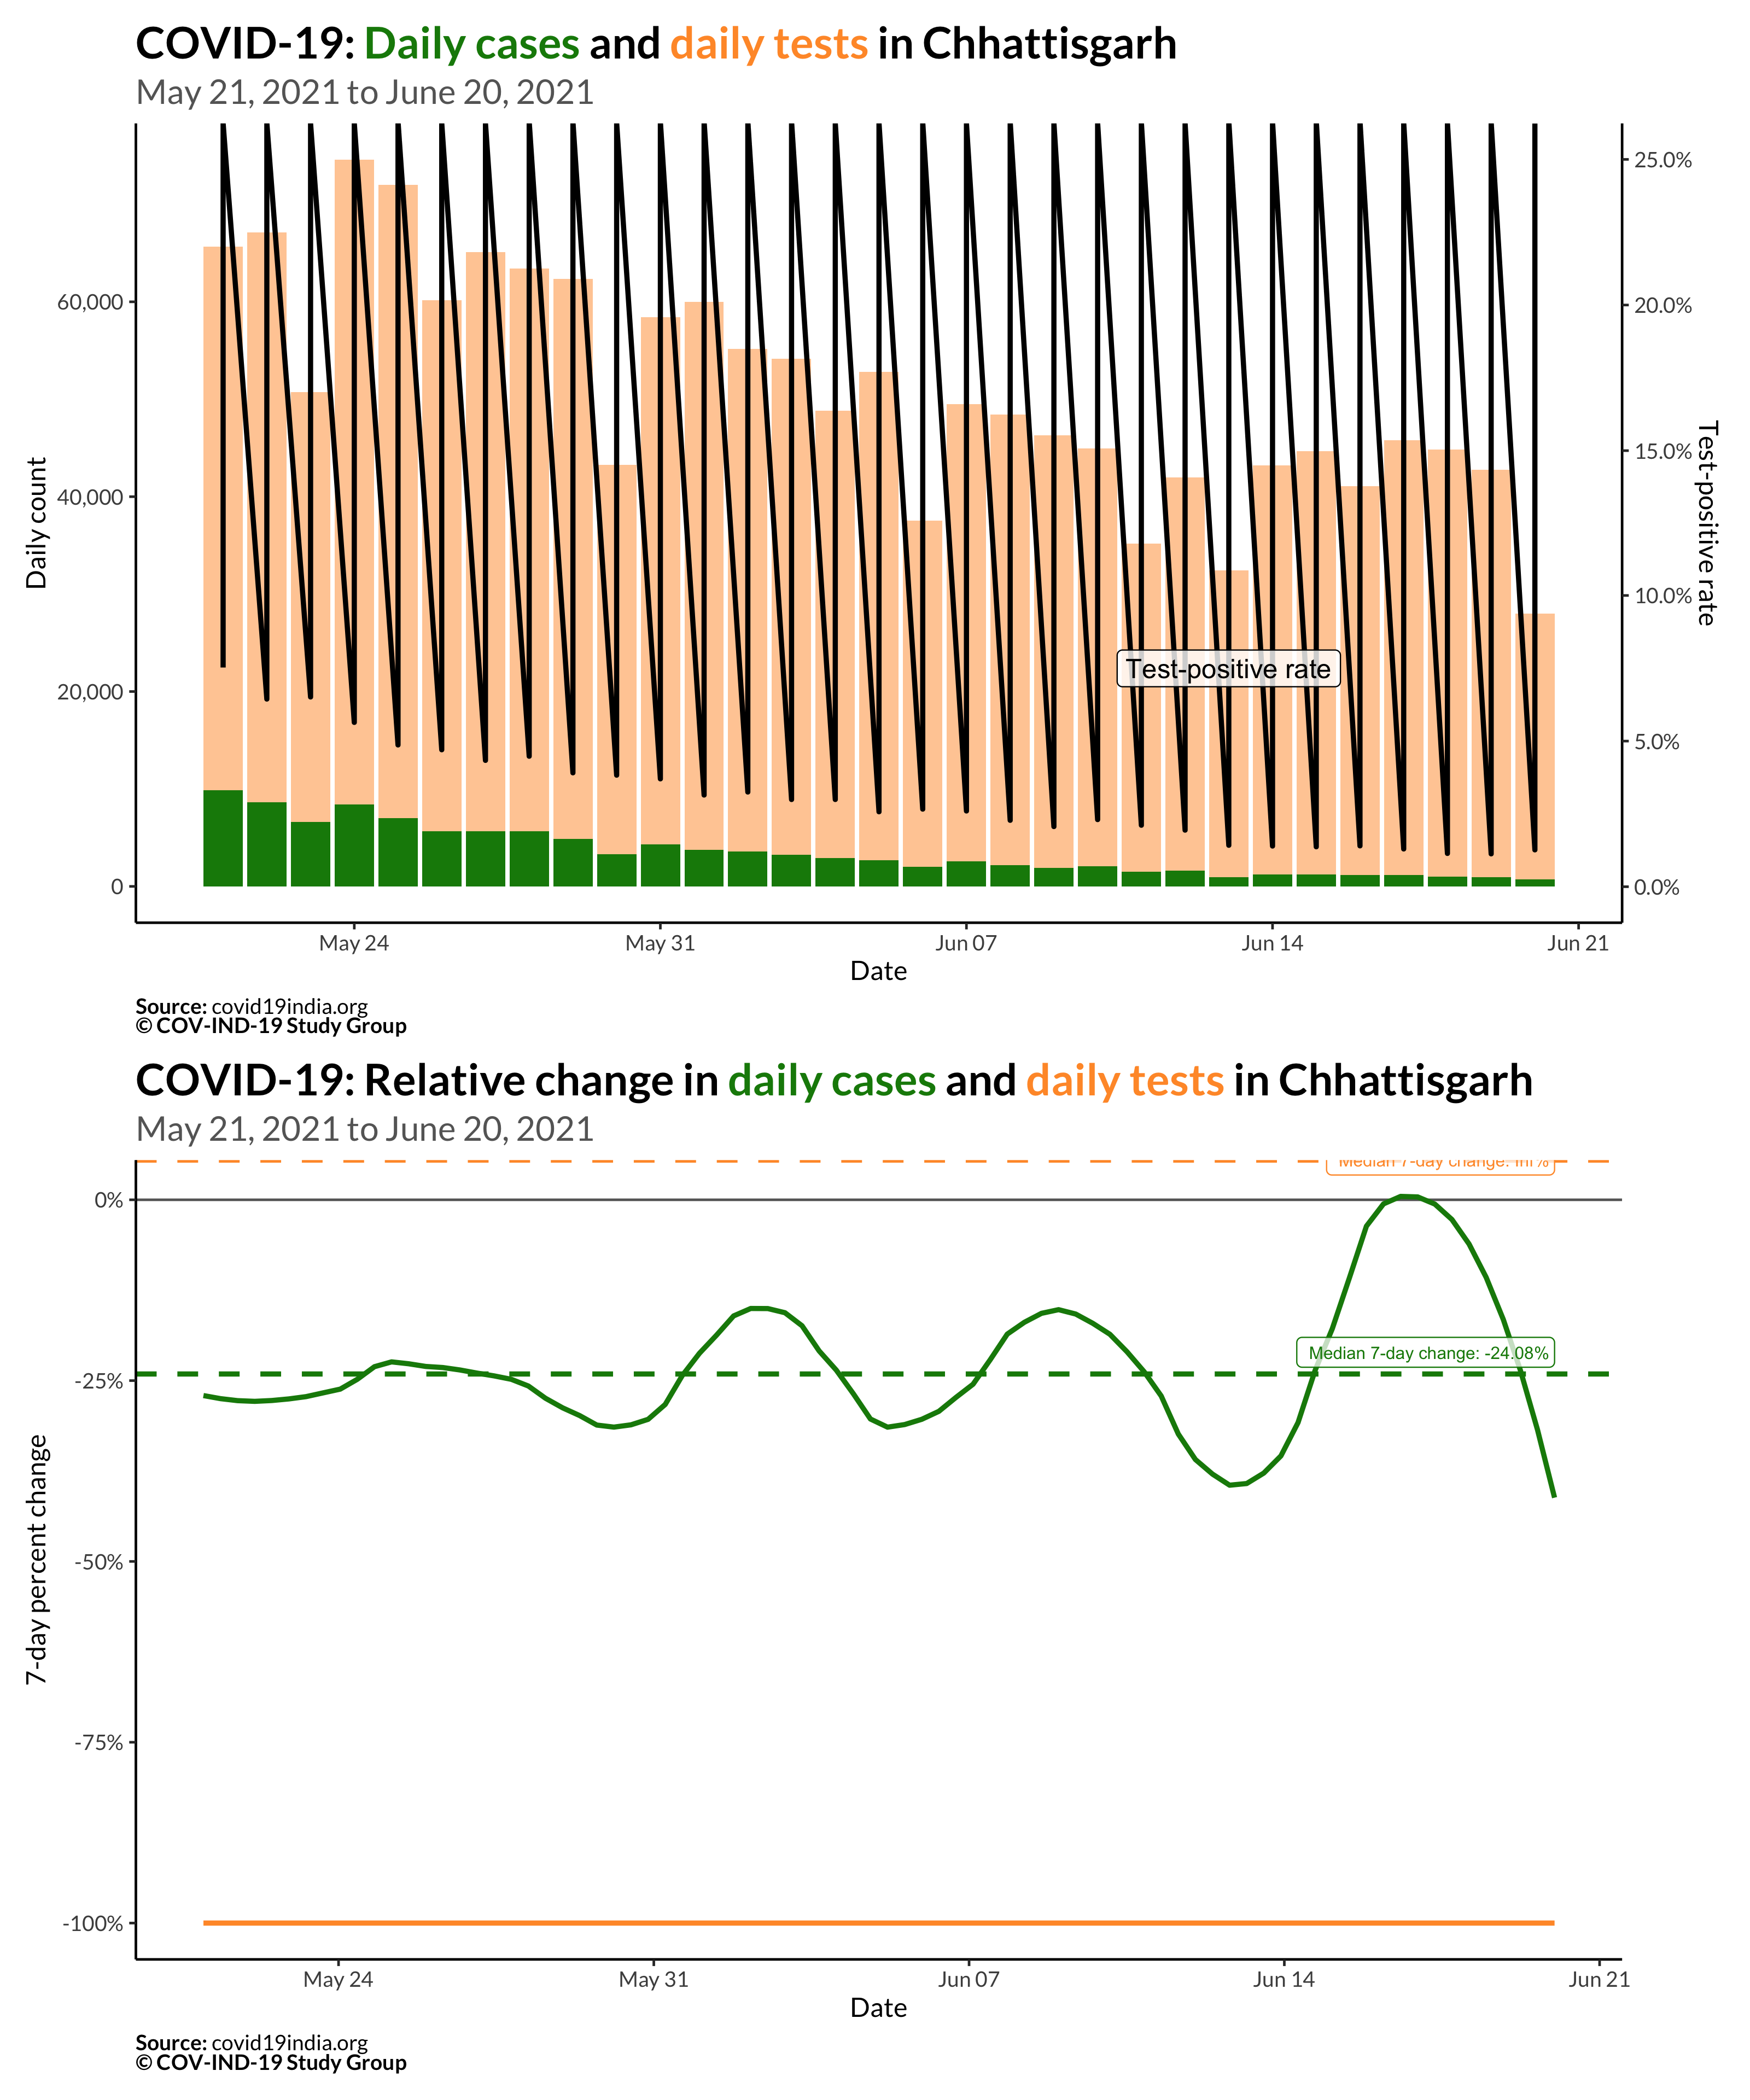 COVID-19: Daily cases and daily tests in Chhattisgarh
May 21, 2021 to June 20, 2021
Daily count
60,000
40,000
20,000
0
25.0%
20.0%
15.0%
10.0%
5.0%
0.0%
Test-positive rate
Test-positive rate
May 24
May 31
Jun 07
Jun 14
Jun 21
Date
Source: covid19india.org
© COV-IND-19 Study Group
COVID-19: Relative change in daily cases and daily tests in Chhattisgarh
May 21, 2021 to June 20, 2021
7-day percent change
0%
-25%
-50%
-75%
-100%
Median 7-day change: Inf%
Median 7-day change: -24.08%
May 24
May 31
Jun 07
Jun 14
Jun 21
Date
Source: covid19india.org
© COV-IND-19 Study Group